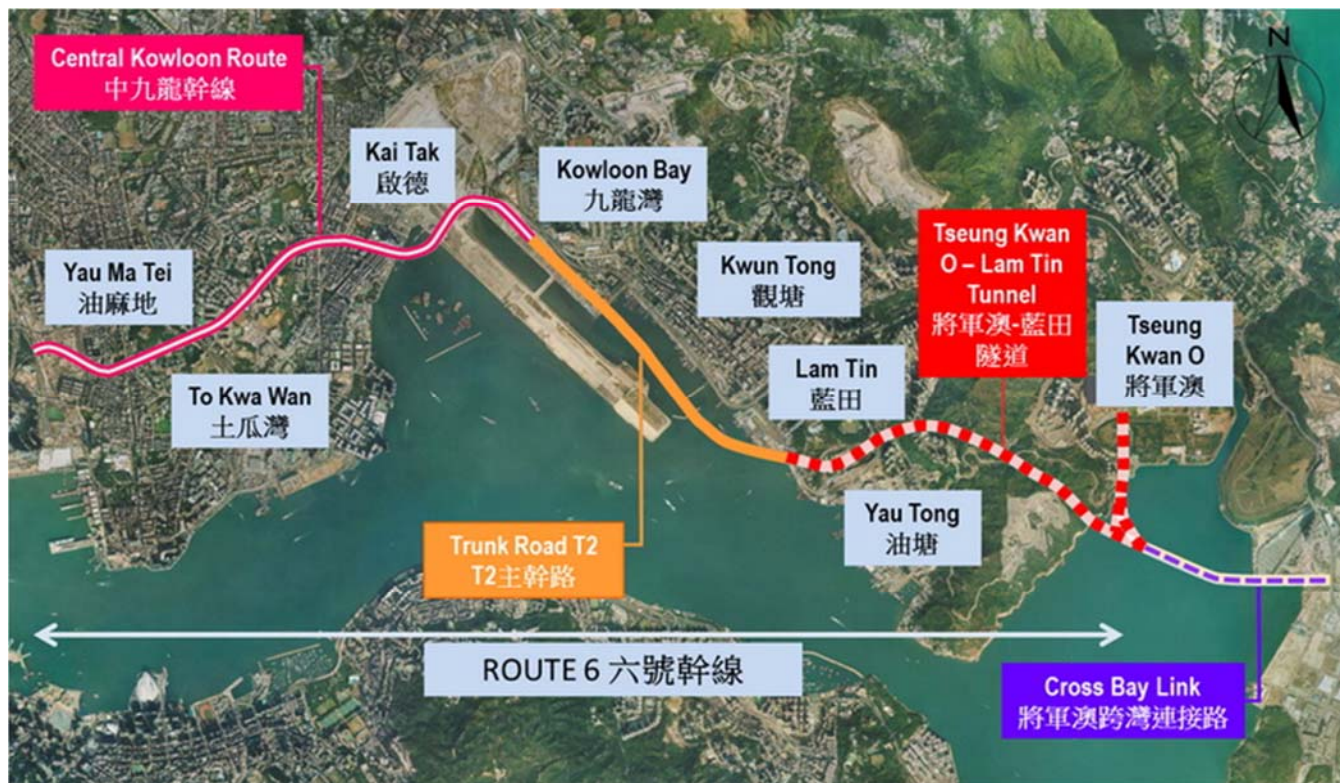 Central Kowloon Route
中九龍幹線
N
Kai Tak
啟德
Kowloon Bay
九龍灣
Yau Ma Tei
油麻地
Kwun Tong
觀塘
Tseung Kwan
O – Lam Tin
Tunnel
將軍澳-藍田
隧道
Tseung
Kwan O
將軍澳
To Kwa Wan
土瓜灣
Lam Tin
藍田
Yau Tong
油塘
Trunk Road T2
T2主幹路
ROUTE 6 六號幹線
Cross Bay Link
將軍澳跨灣連接路